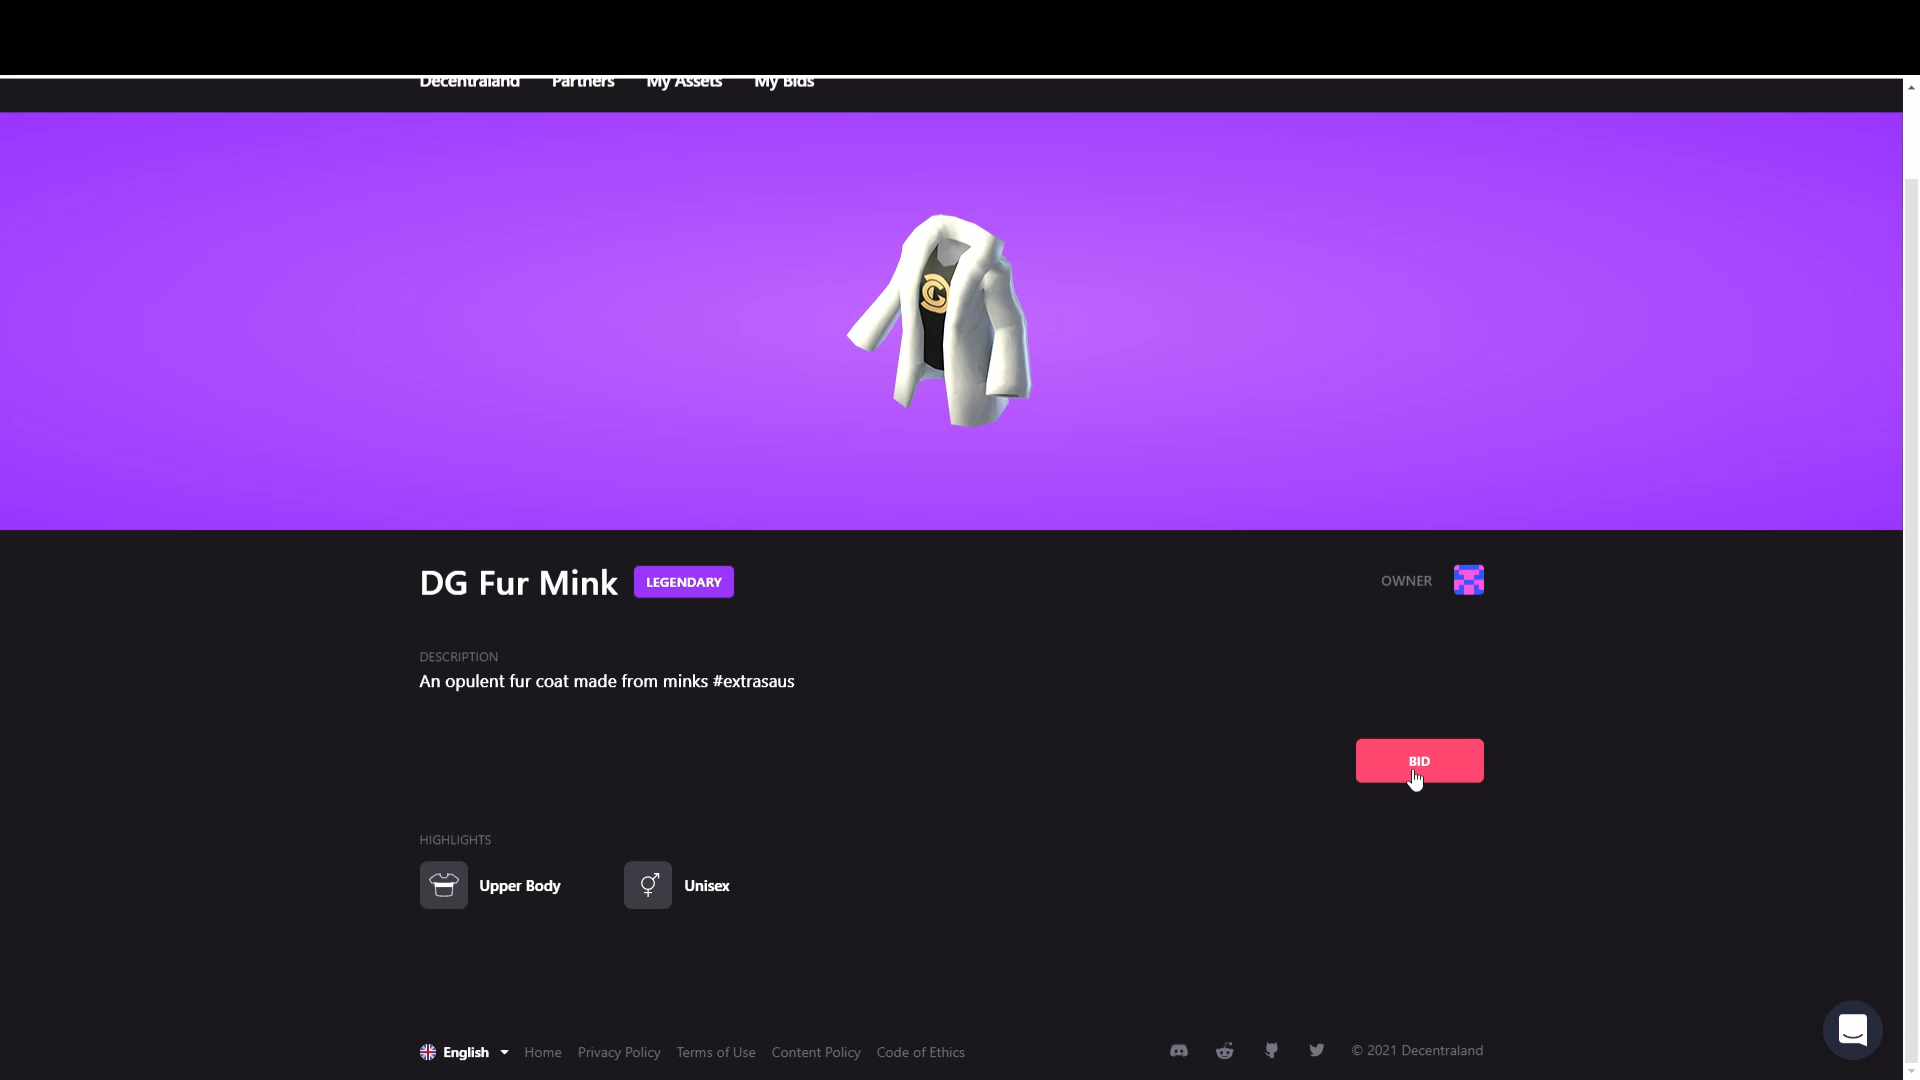 Decentraland Partners My Assets My Bids
DG Fur Mink LEGENDARY
OWNER
DESCRIPTION
An opulent fur coat made from minks #extrasaus
BID
HIGHLIGHTS
Upper Body Unisex
English Home Privacy Policy Terms of Use Content Policy Code of Ethics © 2021 Decentraland